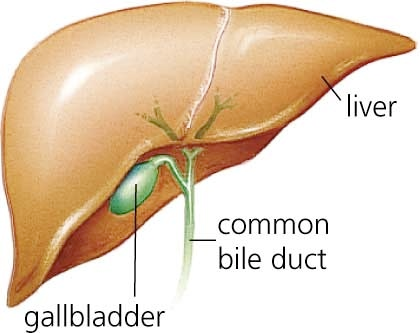 liver
common
bile duct
gallbladder